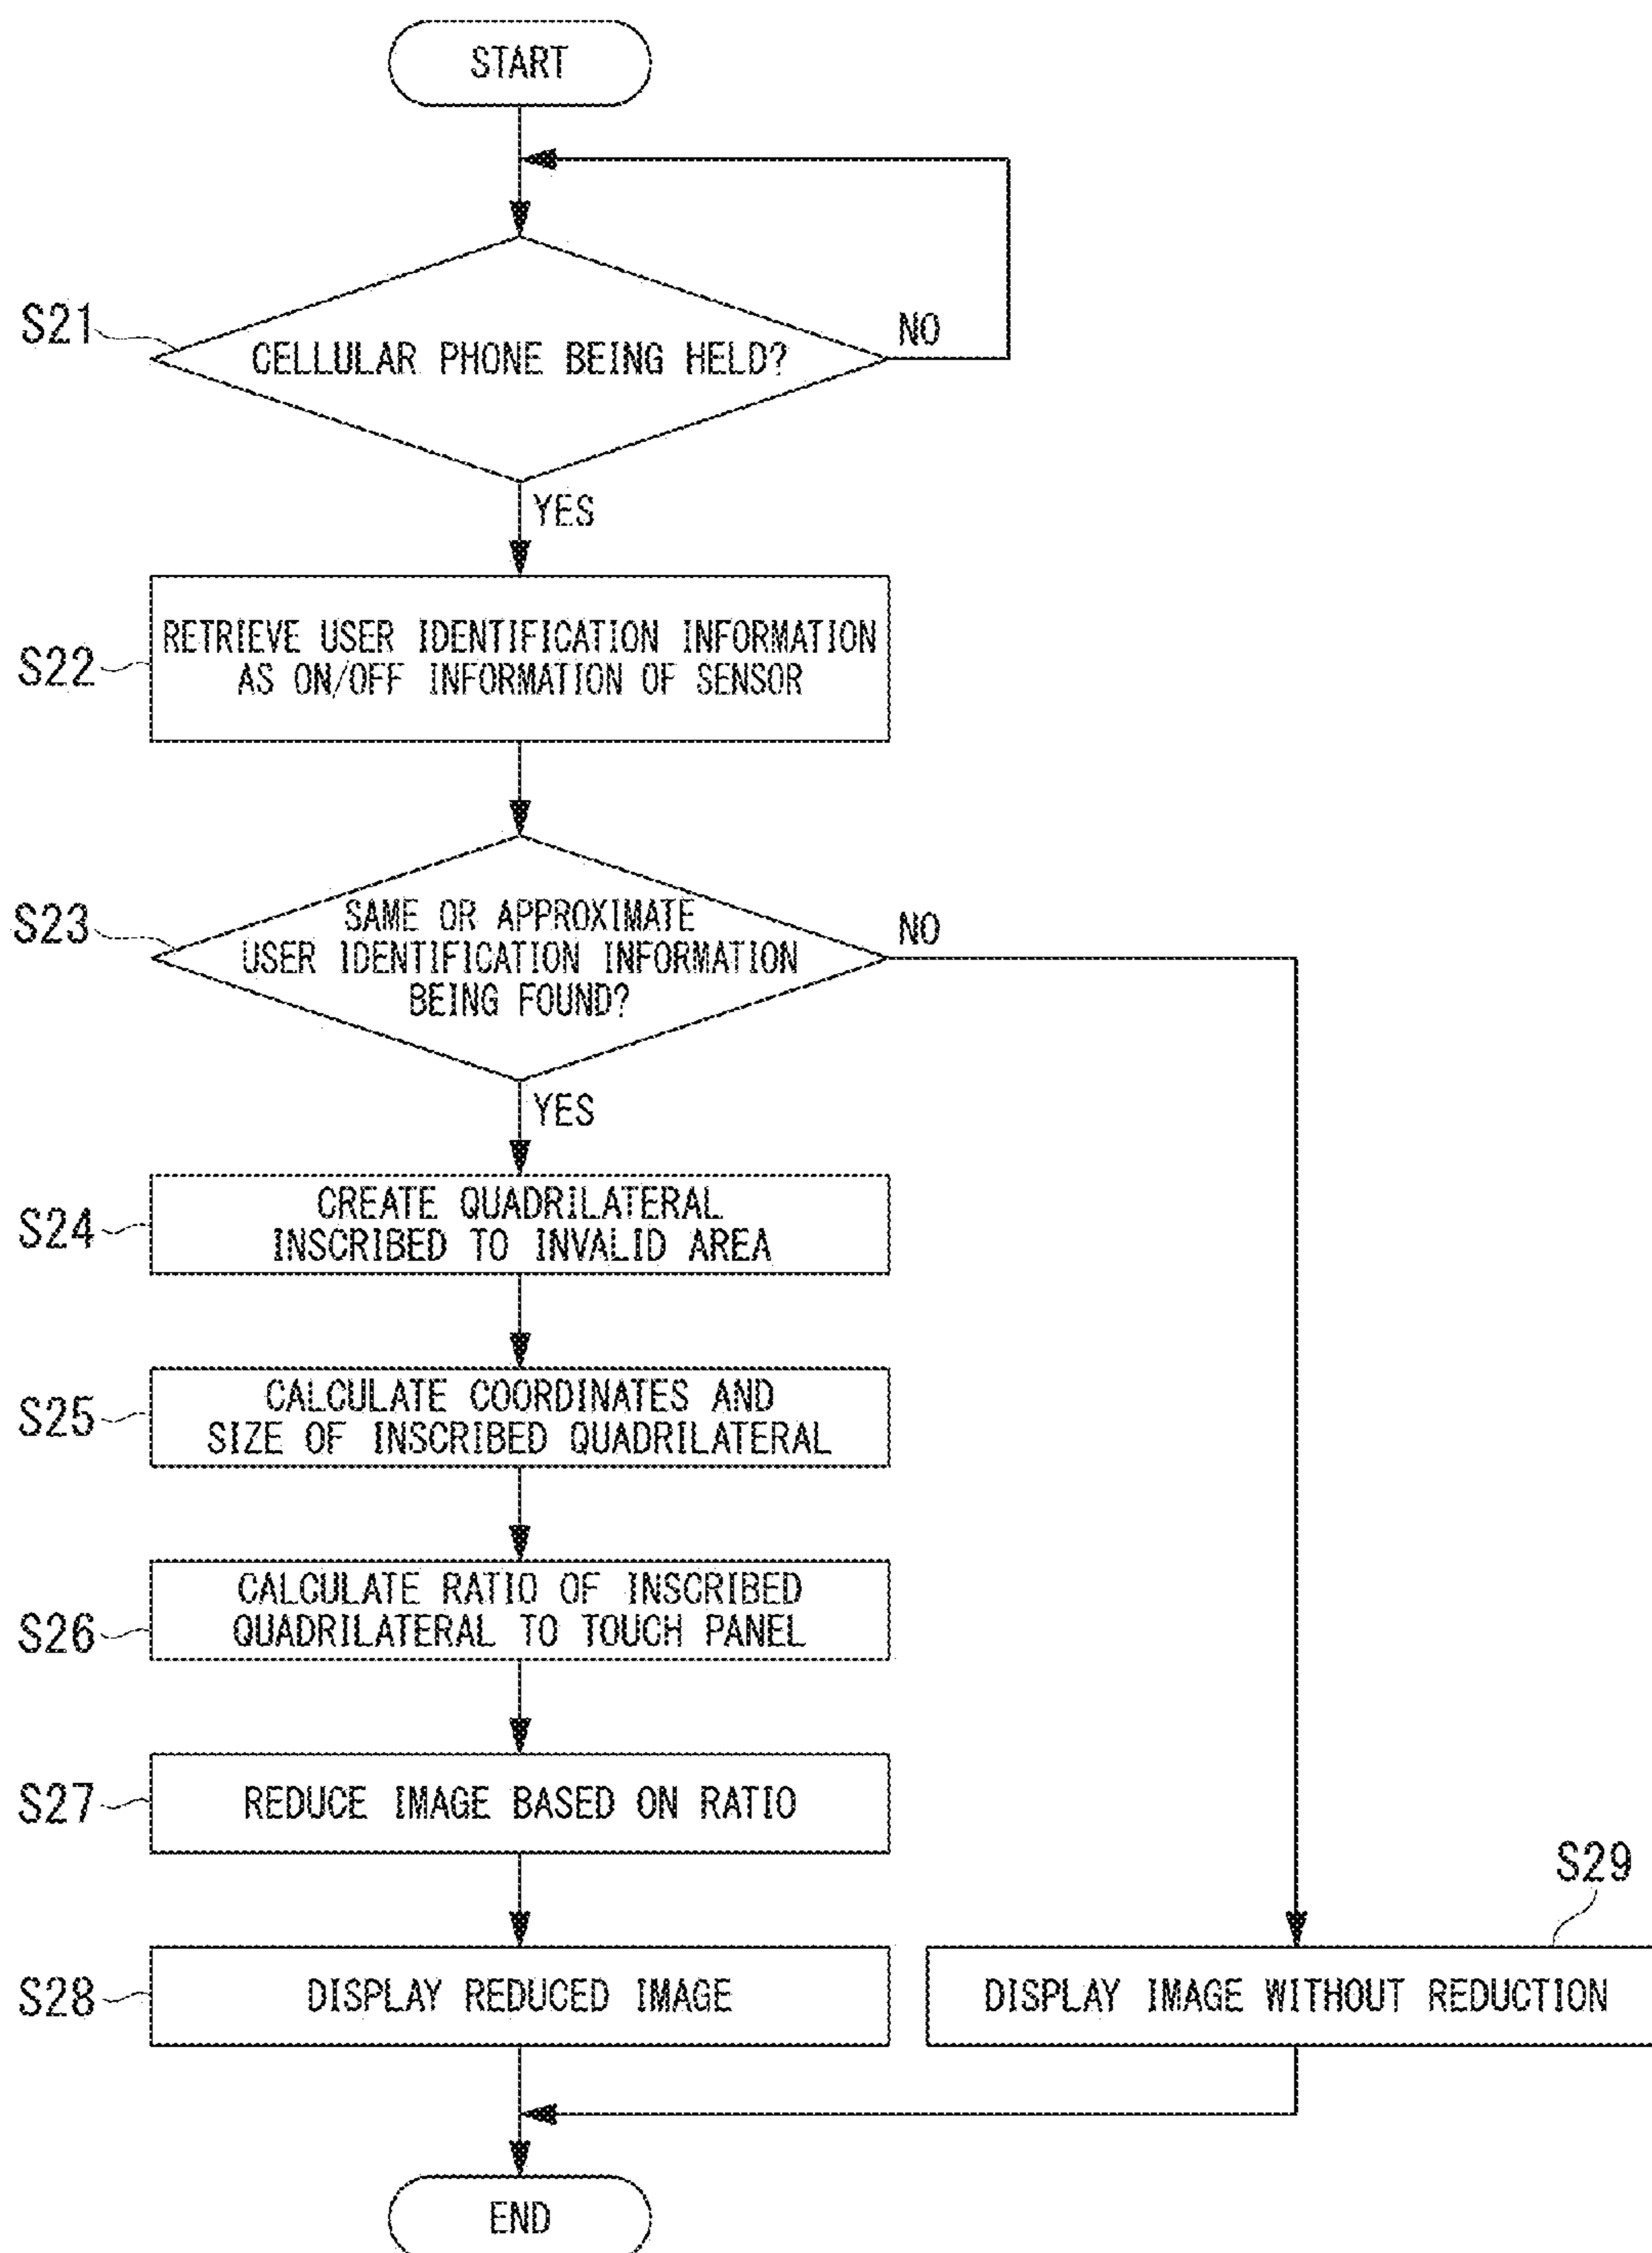 START
S21
CELLULAR PHONE BEING HELD?
NO
YES
S22
RETRIEVE USER IDENTIFICATION INFORMATION
AS ON/OFF INFORMATION OF SENSOR
S23
SAME OR APPROXIMATE
USER IDENTIFICATION INFORMATION
BEING FOUND?
NO
YES
S24
CREATE QUADRILATERAL
INSCRIBED TO INVALID AREA
S25
CALCULATE COORDINATES AND
SIZE OF INSCRIBED QUADRILATERAL
S26
CALCULATE RATIO OF INSCRIBED
QUADRILATERAL TO TOUCH PANEL
S27
REDUCE IMAGE BASED ON RATIO
S28
DISPLAY REDUCED IMAGE
S29
DISPLAY IMAGE WITHOUT REDUCTION
END